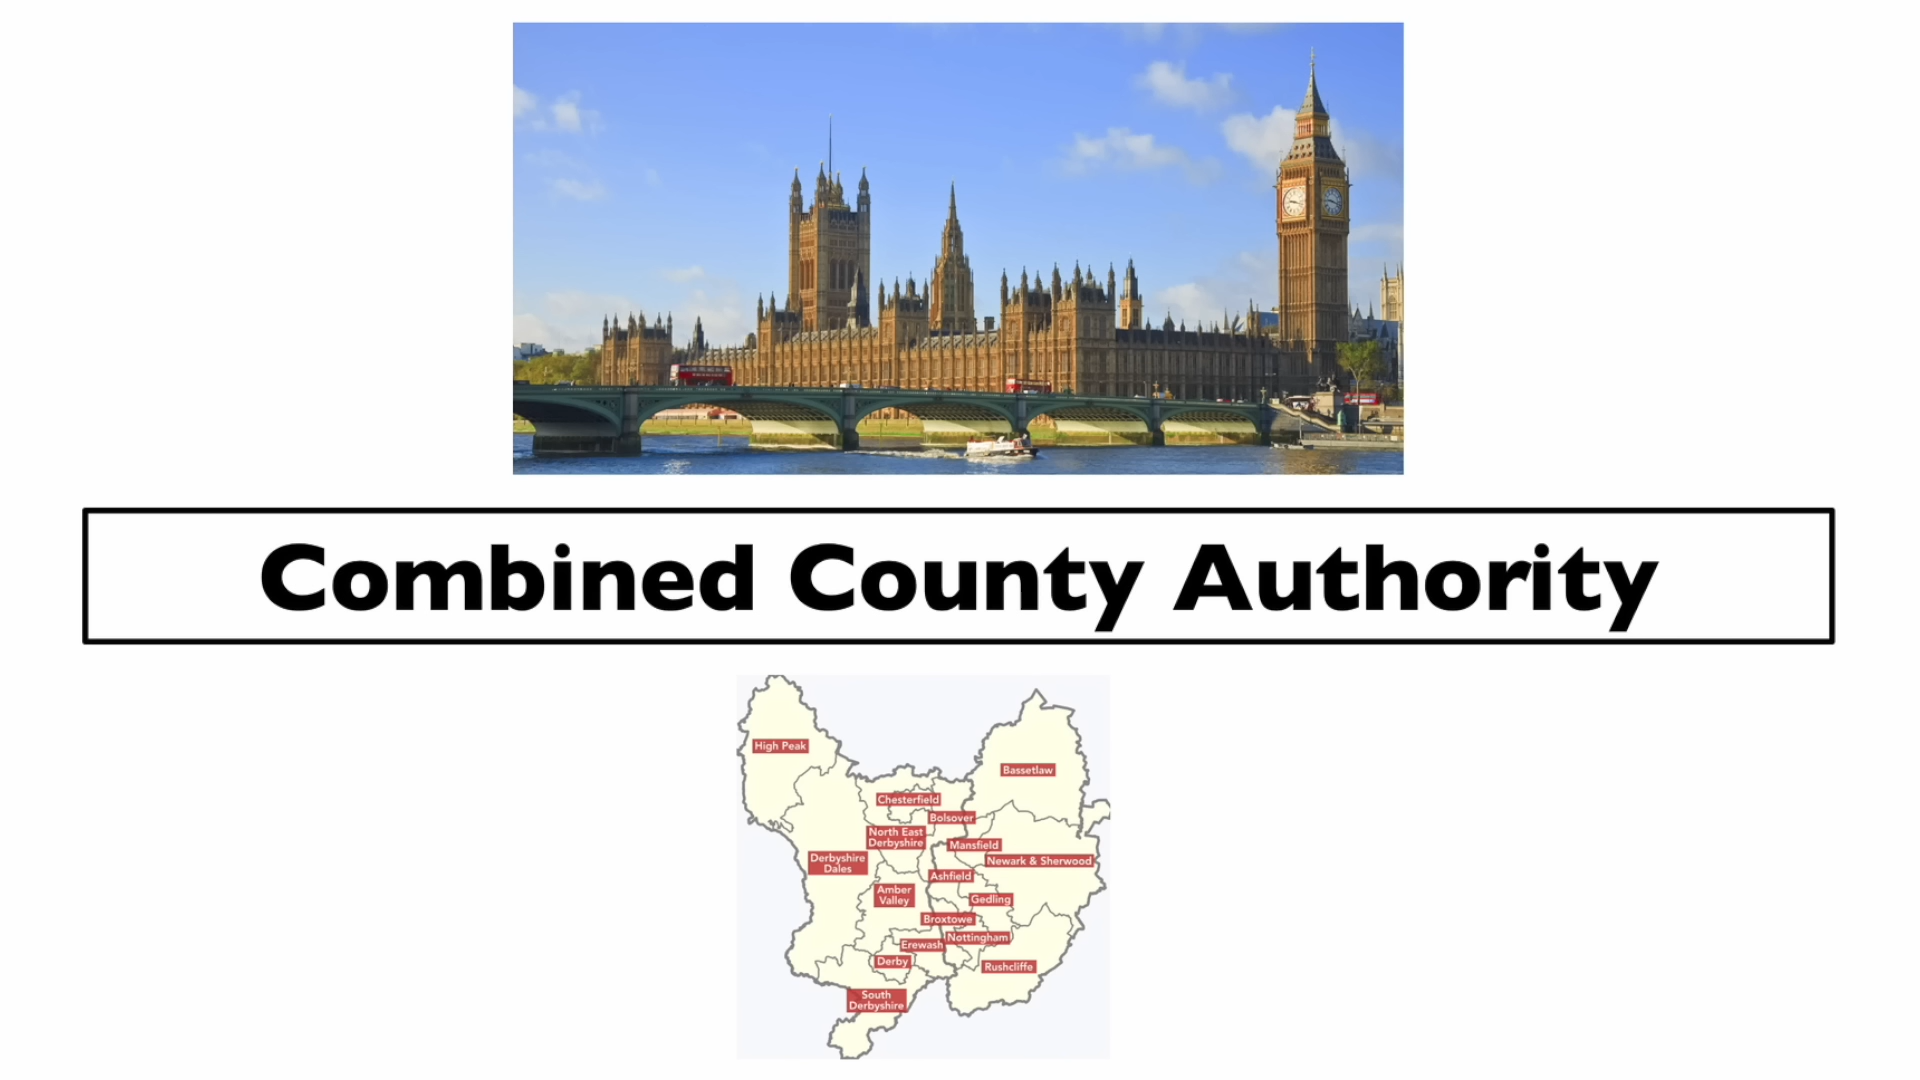 Combined County Authority
High Peak
Bassetlaw
Chesterfield
Bolsover
North East
Derbyshire
Mansfield
Derbyshire
Dales
Newark & Sherwood
Ashfield
Amber
Valley
Gedling
Broxtowe
Nottingham
Erewash
Derby
Rushcliffe
South
Derbyshire